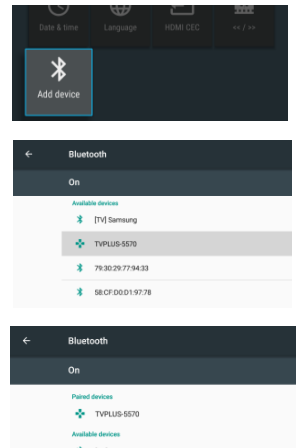 Date & time Language HDMI CEC << / >>
Add device
← Bluetooth
On
Available devices
[TV] Samsung
TVPLUS-5570
79:30:29:77:94:33
58:CF:D0:D1:97:78
← Bluetooth
On
Paired devices
TVPLUS-5570
Available devices